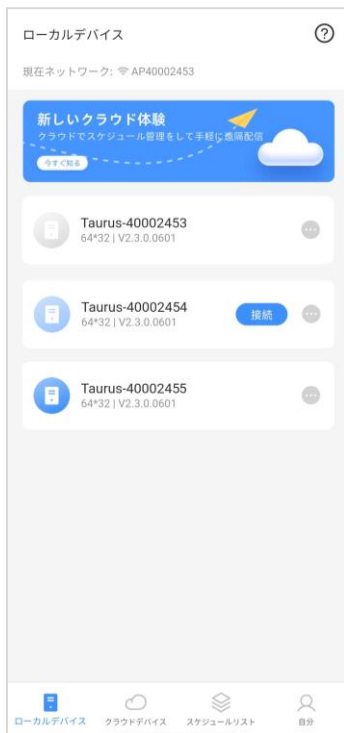 ローカルデバイス
現在ネットワーク: AP40002453
新しいクラウド体験
クラウドでスケジュール管理をして手軽に遠隔配信
今すぐ知る
Taurus-40002453
64*32 | V2.3.0.0601
Taurus-40002454
64*32 | V2.3.0.0601
接続
Taurus-40002455
64*32 | V2.3.0.0601
ローカルデバイス クラウドデバイス スケジュールリスト 自分